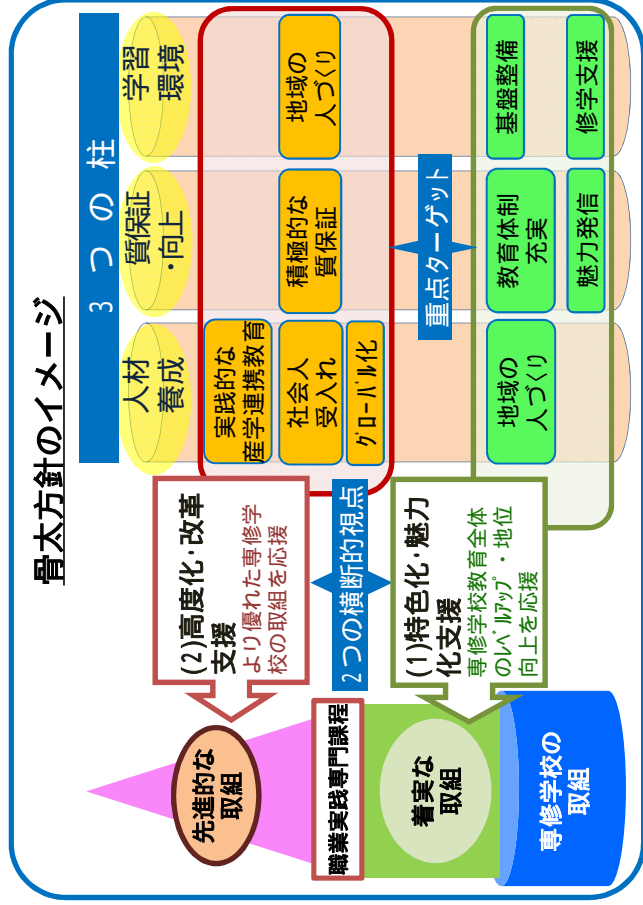 骨太方針のイメージ
3つの柱
人材
養成
質保証
・向上
学習
環境
実践的な
産学連携教育
社会人
受入れ
グローバル化
積極的な
質保証
地域の
人づくり
重点ターゲット
地域の
人づくり
教育体制
充実
魅力発信
基盤整備
修学支援
(2)高度化・改革
支援
より優れた専修学
校の取組を応援
2つの横断的視点
(1)特色化・魅力
化支援
専修学校教育全体
のレベルアップ・地位
向上を応援
先進的な
取組
職業実践専門課程
着実な
取組
専修学校の
取組